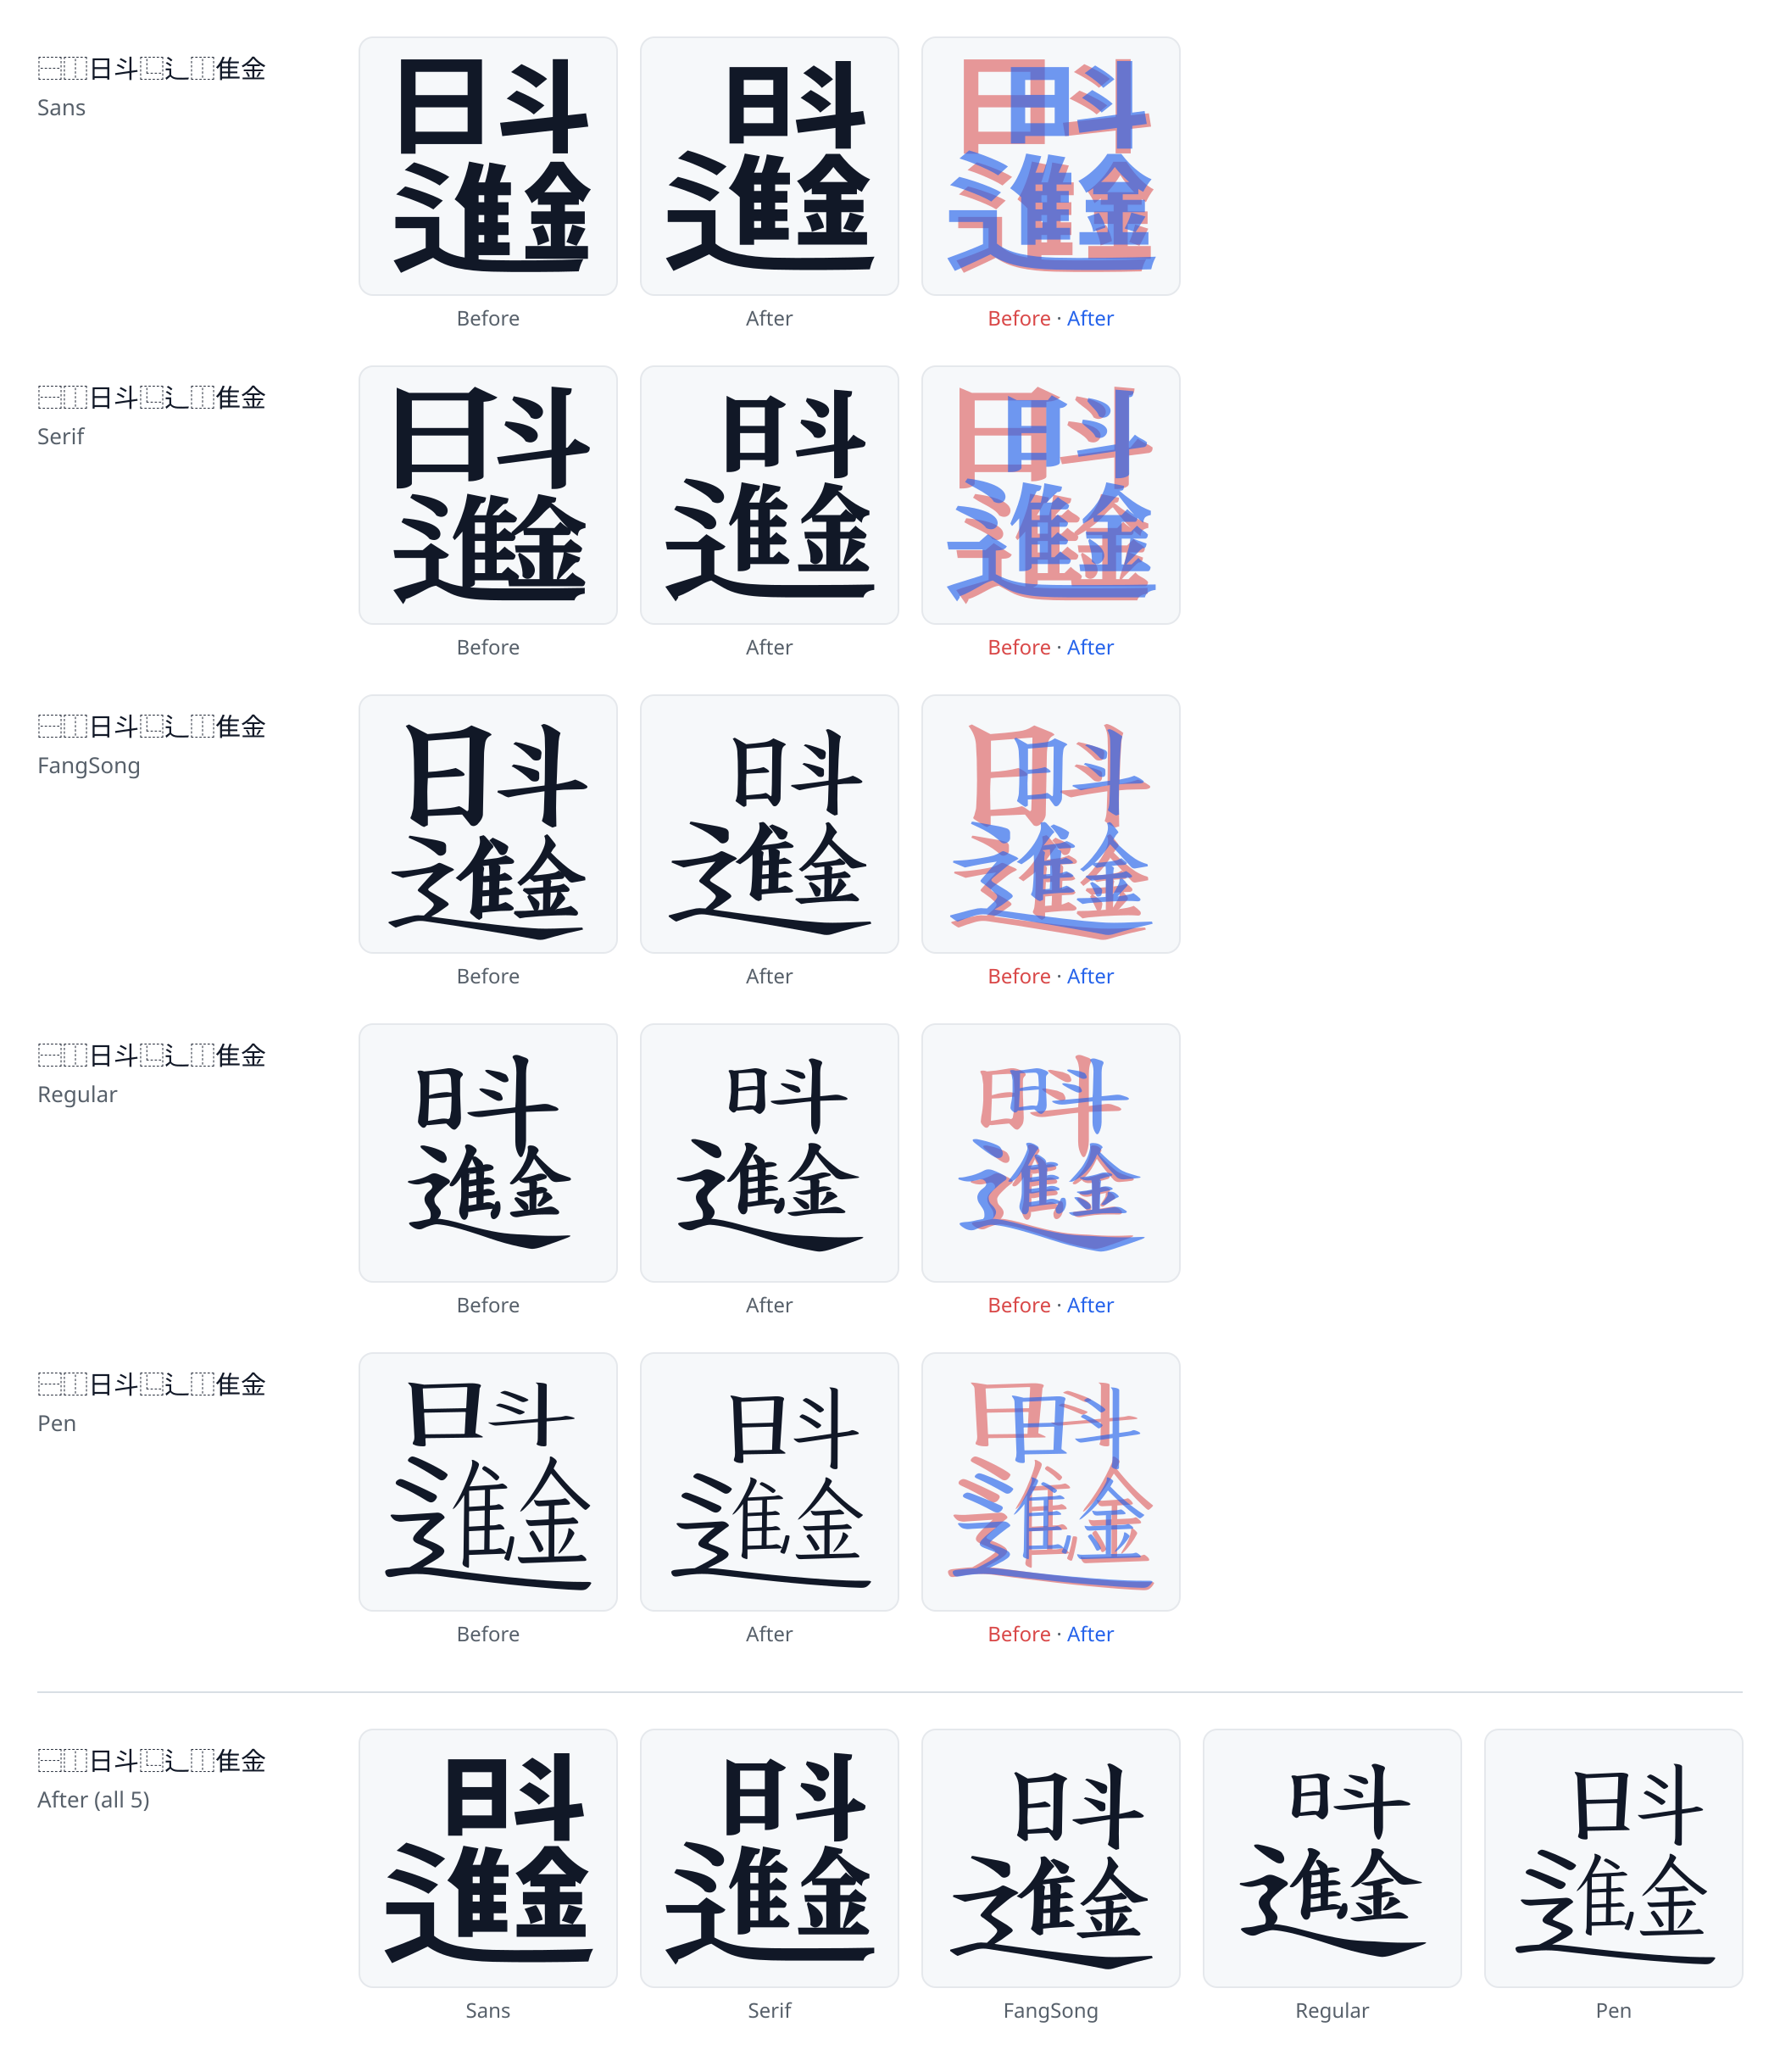 ⿱⿰日斗⿺辶⿰隹金
Sans
Before
After
Before · After
⿱⿰日斗⿺辶⿰隹金
Serif
Before
After
Before · After
⿱⿰日斗⿺辶⿰隹金
FangSong
Before
After
Before · After
⿱⿰日斗⿺辶⿰隹金
Regular
Before
After
Before · After
⿱⿰日斗⿺辶⿰隹金
Pen
Before
After
Before · After
⿱⿰日斗⿺辶⿰隹金
After (all 5)
Sans
Serif
FangSong
Regular
Pen